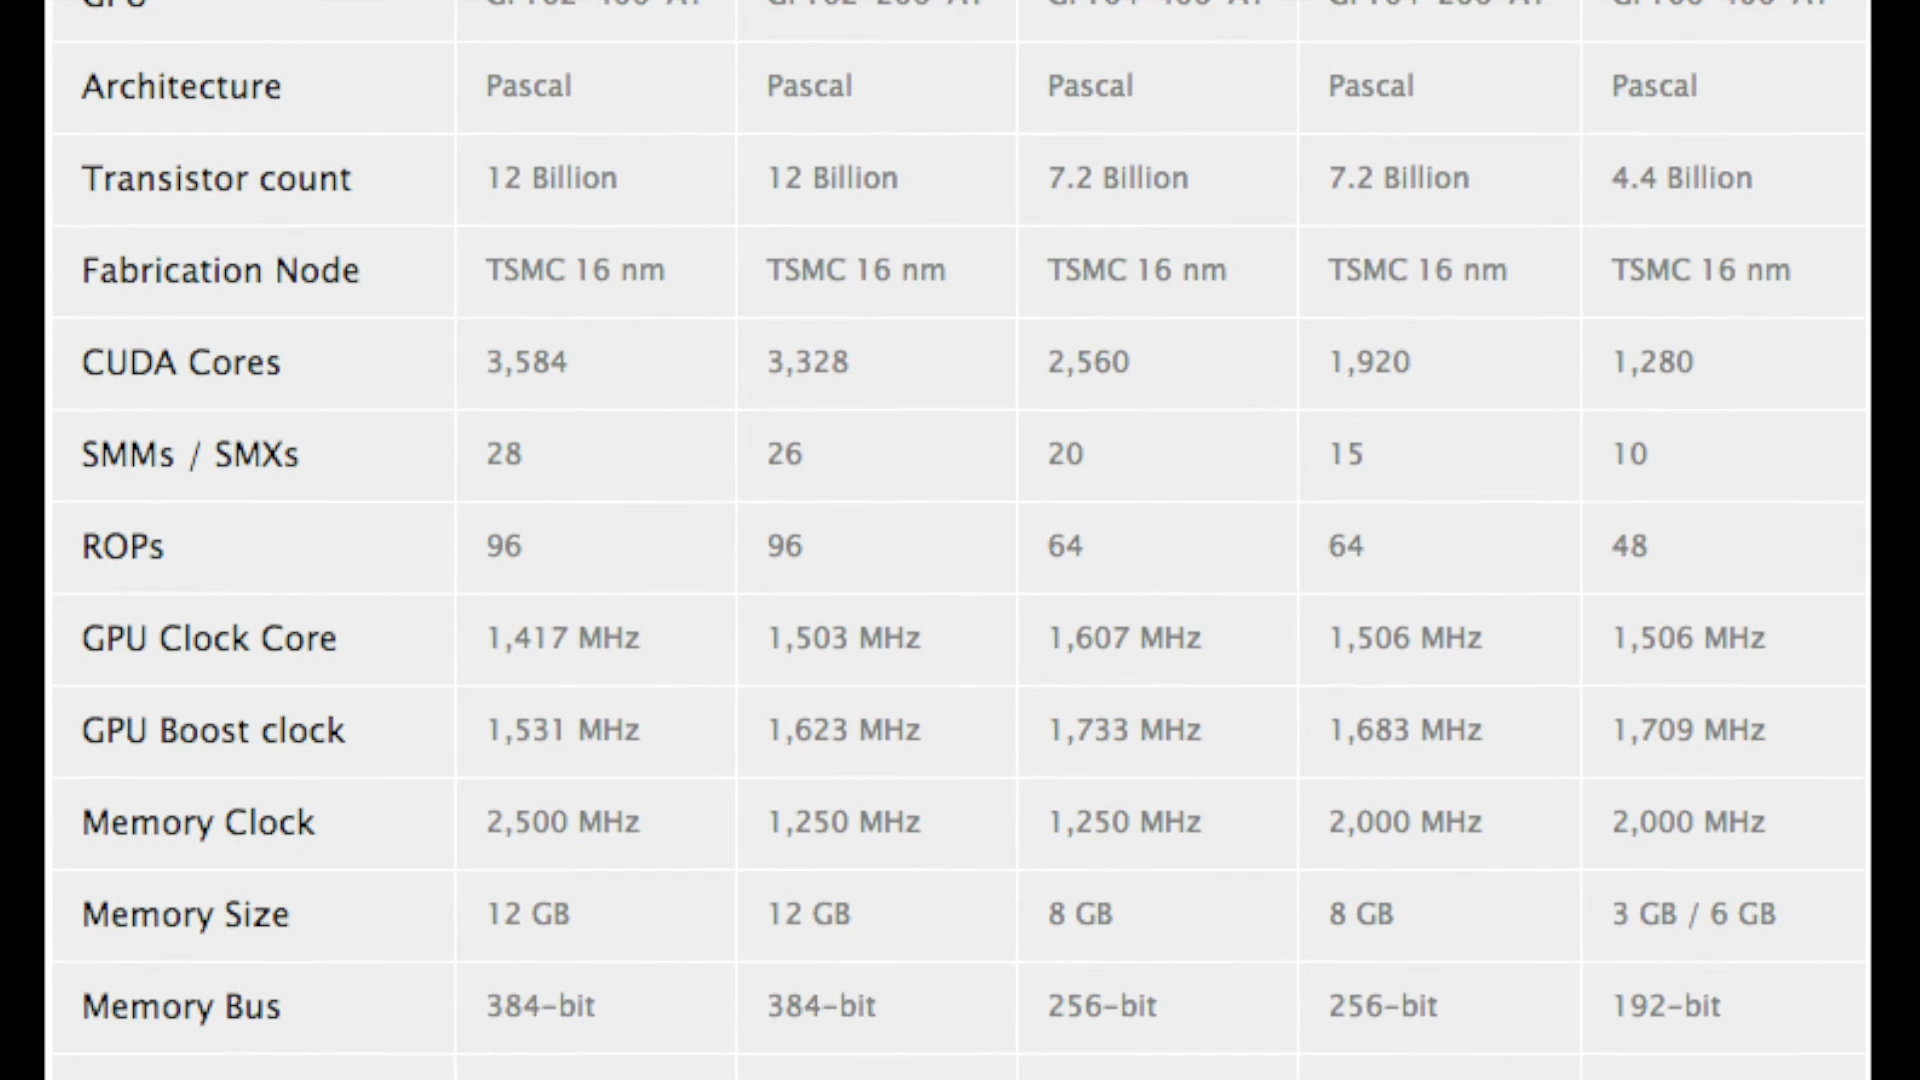 Architecture Pascal Pascal Pascal Pascal Pascal
Transistor count 12 Billion 12 Billion 7.2 Billion 7.2 Billion 4.4 Billion
Fabrication Node TSMC 16 nm TSMC 16 nm TSMC 16 nm TSMC 16 nm TSMC 16 nm
CUDA Cores 3,584 3,328 2,560 1,920 1,280
SMMs / SMXs 28 26 20 15 10
ROPs 96 96 64 64 48
GPU Clock Core 1,417 MHz 1,503 MHz 1,607 MHz 1,506 MHz 1,506 MHz
GPU Boost clock 1,531 MHz 1,623 MHz 1,733 MHz 1,683 MHz 1,709 MHz
Memory Clock 2,500 MHz 1,250 MHz 1,250 MHz 2,000 MHz 2,000 MHz
Memory Size 12 GB 12 GB 8 GB 8 GB 3 GB / 6 GB
Memory Bus 384-bit 384-bit 256-bit 256-bit 192-bit